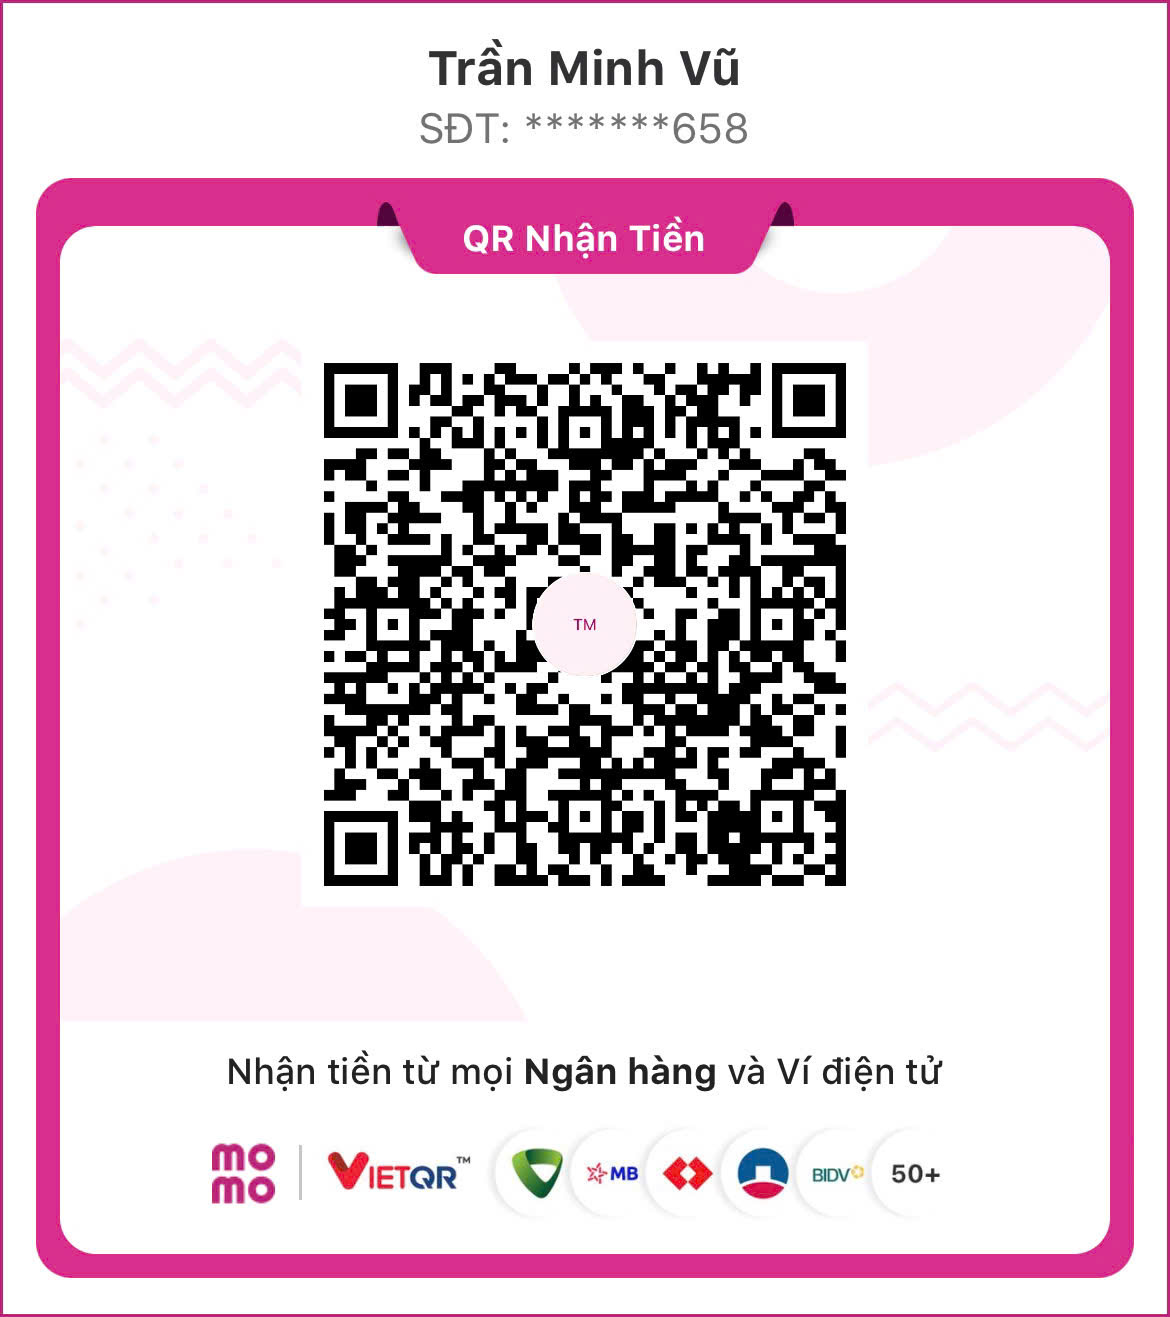 Trần Minh Vũ
SĐT: *******658
QR Nhận Tiền
TM
Nhận tiền từ mọi Ngân hàng và Ví điện tử
mo
mo
VIETQR™
MB
BIDV
50+